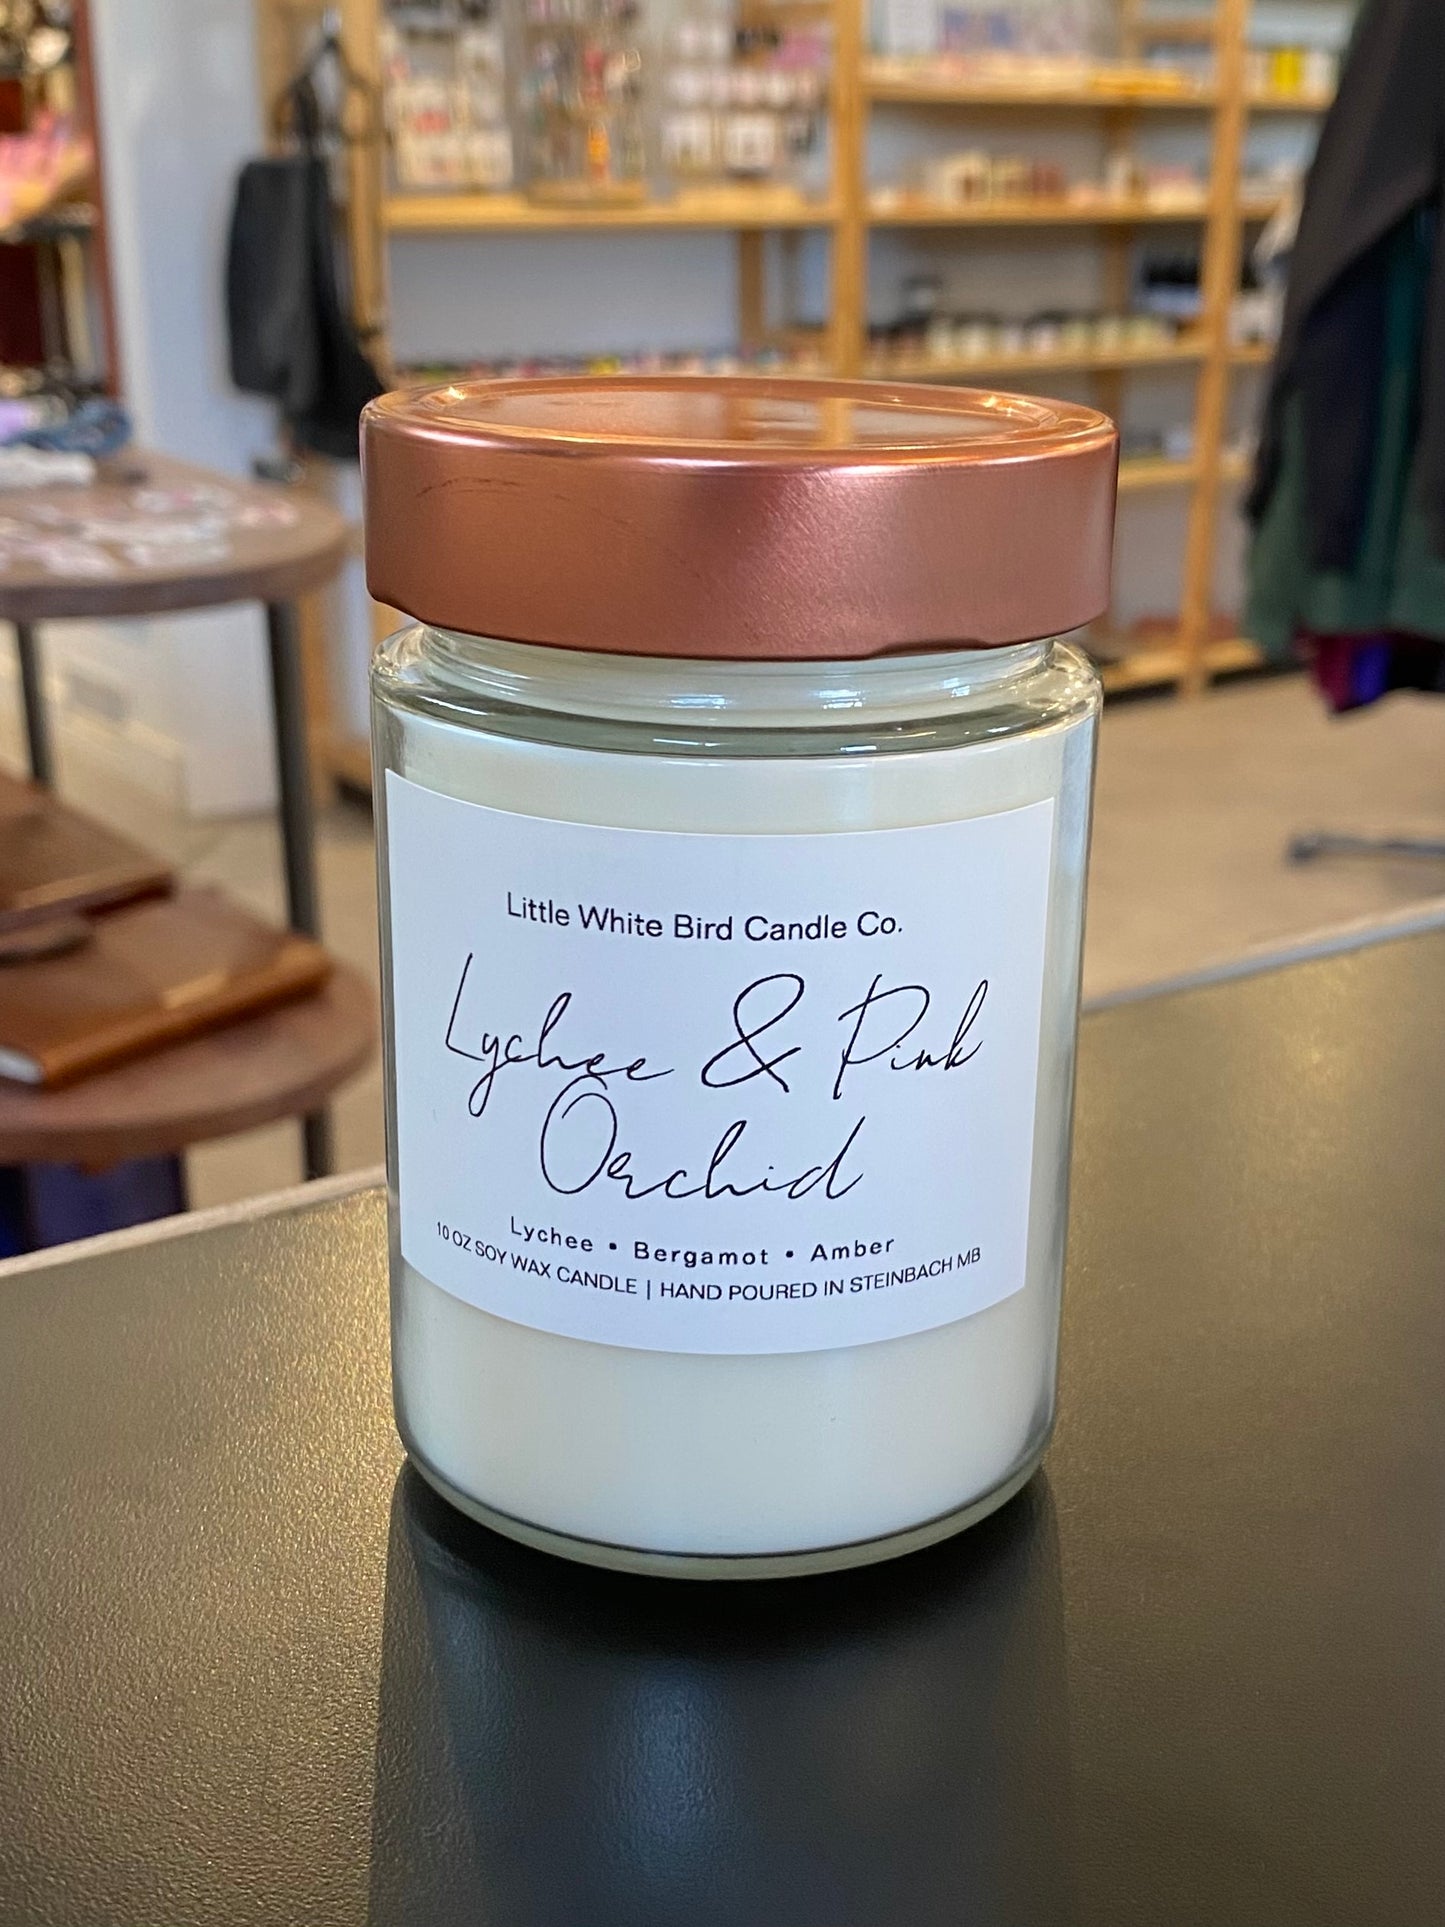 Little White Bird Candle Co.
Lychee & Pink
Orchid
Lychee • Bergamot • Amber
10 OZ SOY WAX CANDLE | HAND POURED IN STEINBACH MB